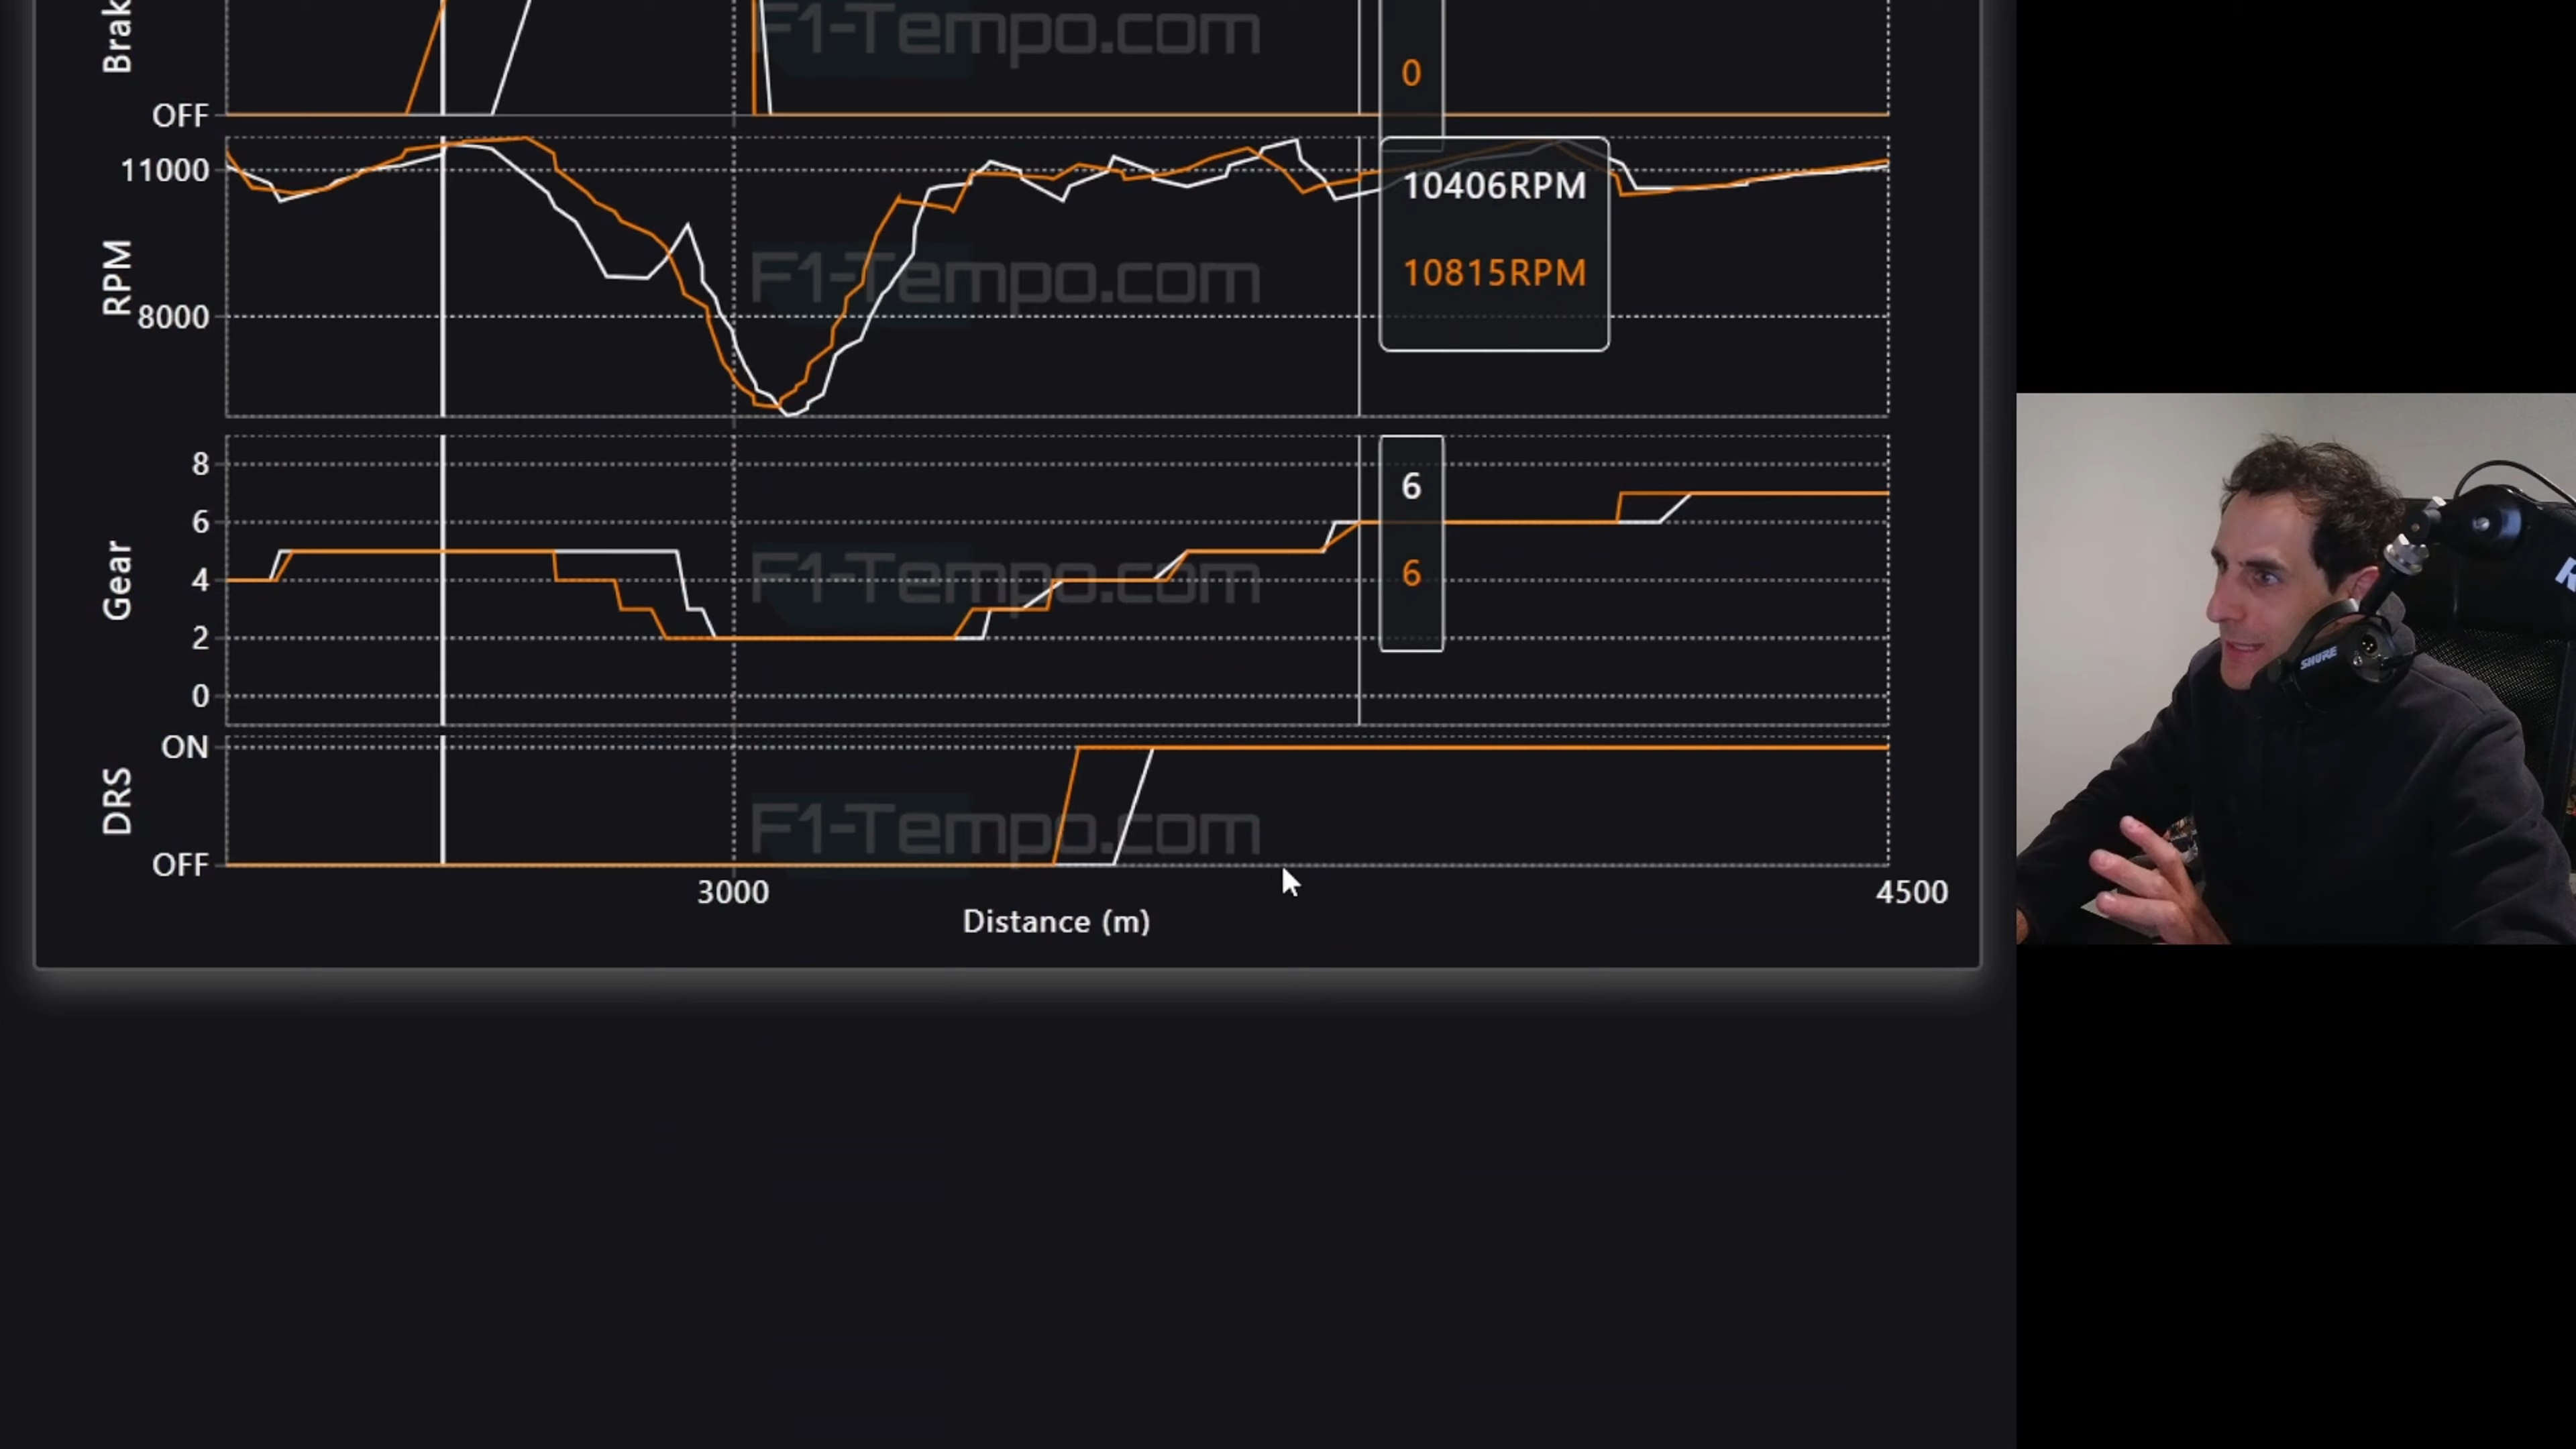 Brak
F1-Tempo.com
0
OFF
11000
RPM
8000
F1-Tempo.com
10406RPM
10815RPM
8
6
Gear
4
2
0
F1-Tempo.com
6
6
ON
DRS
OFF
F1-Tempo.com
3000
4500
Distance (m)
SHURE
R